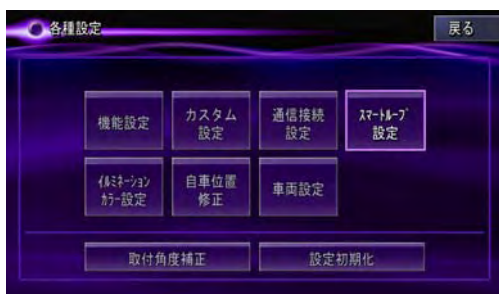 各種設定
戻る
機能設定
カスタム
設定
通信接続
設定
スマートループ
設定
イルミネーション
カラー設定
自車位置
修正
車両設定
取付角度補正
設定初期化